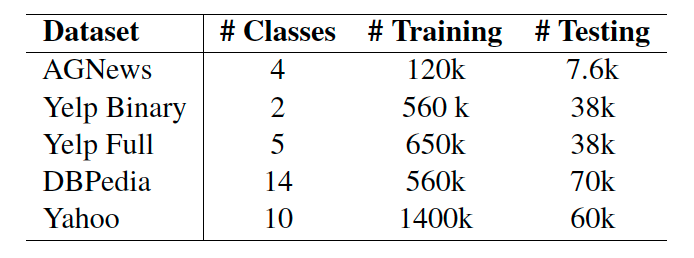 Dataset # Classes # Training # Testing
AGNews 4 120k 7.6k
Yelp Binary 2 560 k 38k
Yelp Full 5 650k 38k
DBPedia 14 560k 70k
Yahoo 10 1400k 60k